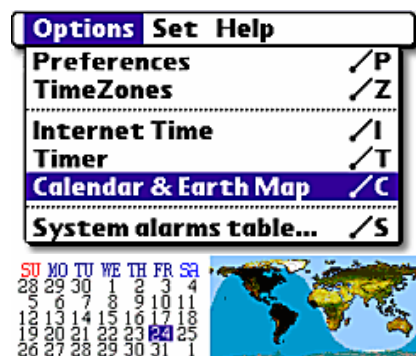 Options Set Help
Preferences /P
TimeZones /Z
Internet Time /I
Timer /T
Calendar & Earth Map /C
System alarms table... /S
SU MO TU WE TH FR SA
28 29 30 1 2 3 4
5 6 7 8 9 10 11
12 13 14 15 16 17 18
19 20 21 22 23 24 25
26 27 28 29 30 31 1